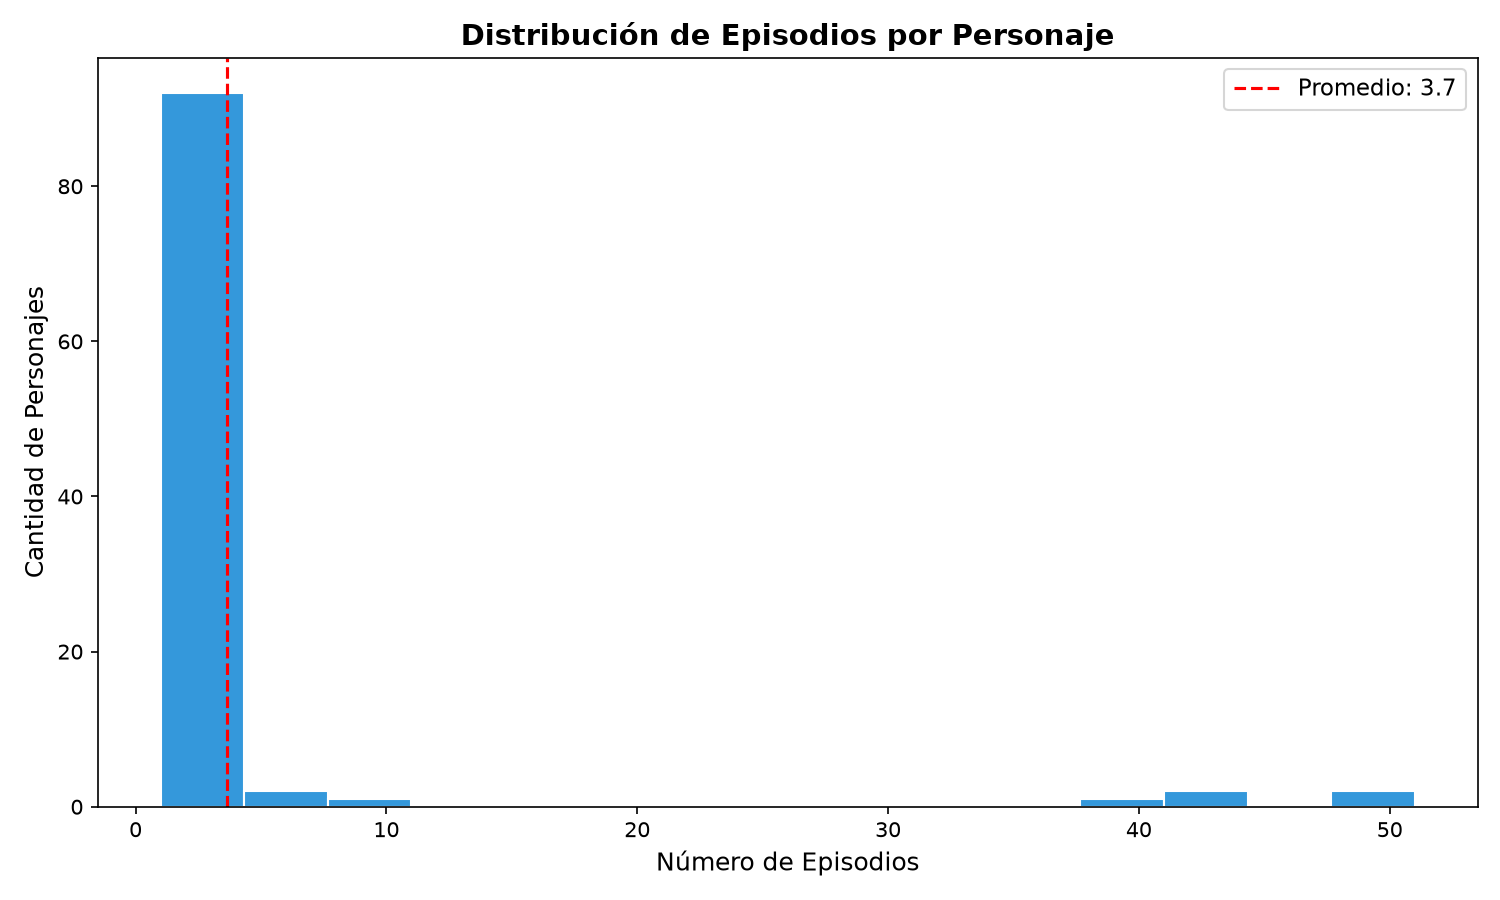 Distribución de Episodios por Personaje
Promedio: 3.7
Cantidad de Personajes
80
60
40
20
0
0 10 20 30 40 50
Número de Episodios